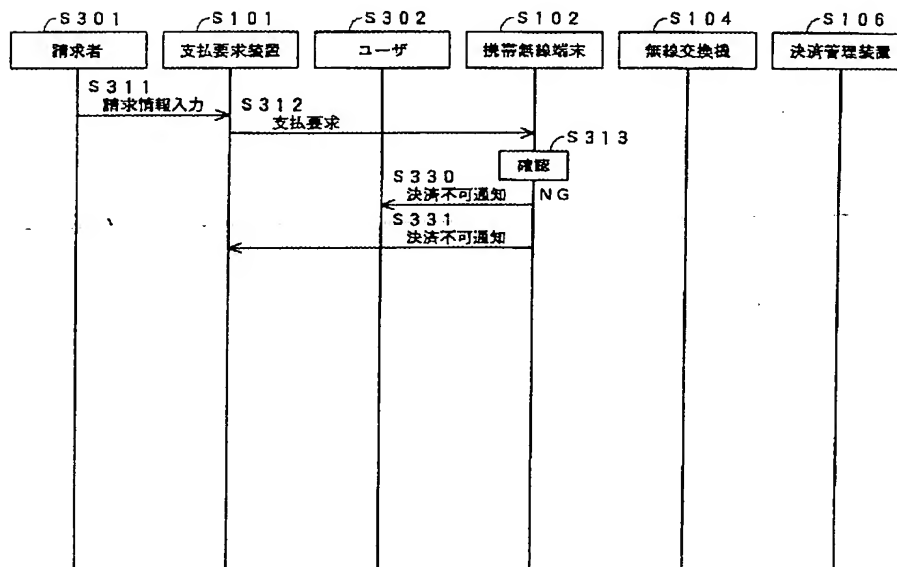 S301 S101 S302 S102 S104 S106
請求者 支払要求装置 ユーザ 携帯無線端末 無線交換機 決済管理装置
S311
請求情報入力
S312
支払要求
S313
確認
NG
S330
決済不可通知
S331
決済不可通知